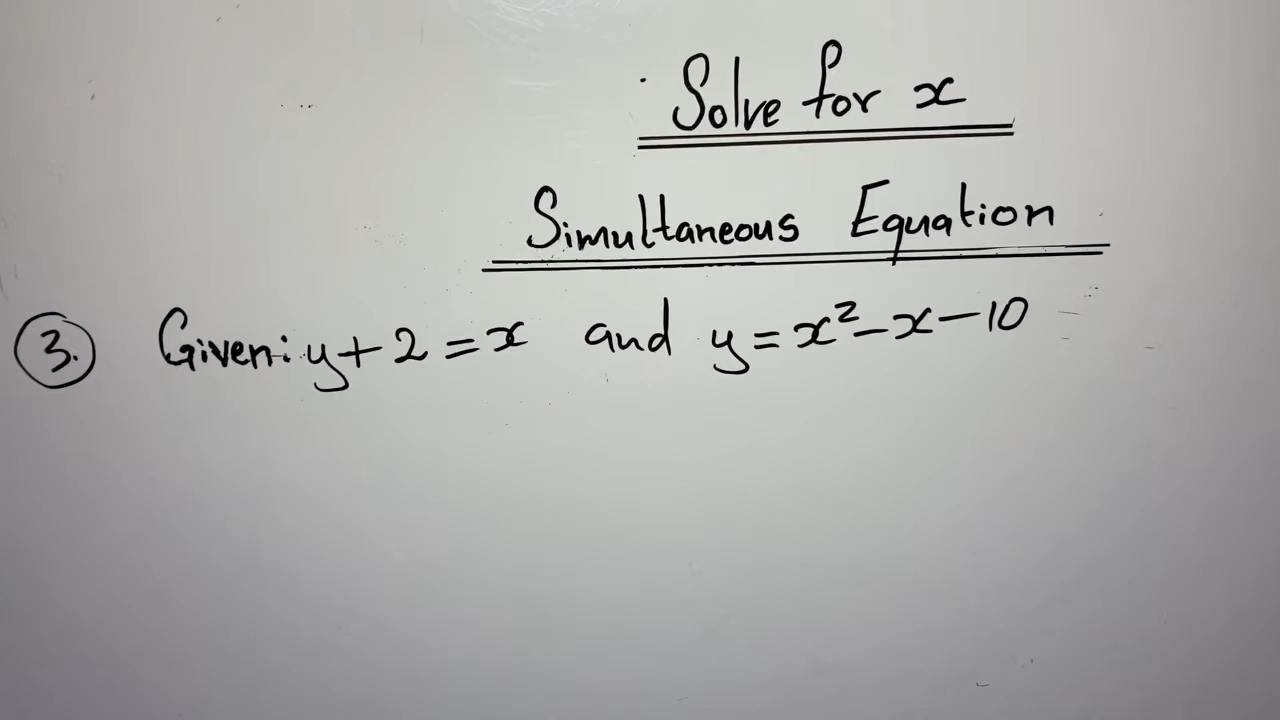 Solve for x
Simultaneous Equation
3. Given: y + 2 = x and y = x² - x - 10